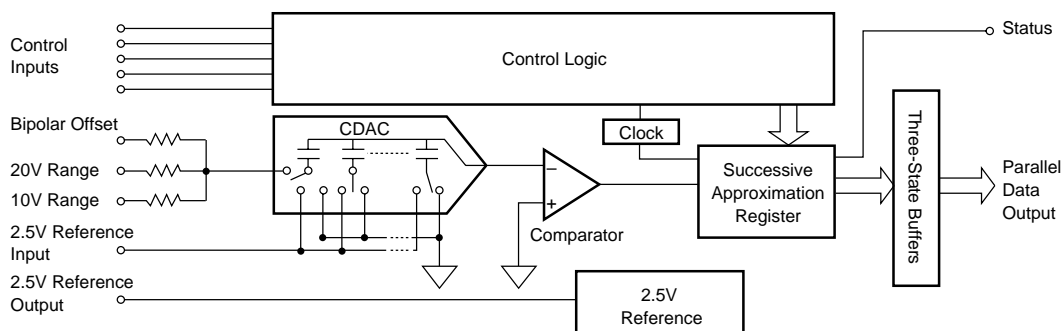 Control
Inputs
Control Logic
Status
Bipolar Offset
20V Range
10V Range
2.5V Reference
Input
2.5V Reference
Output
CDAC
Clock
–
+
Comparator
Successive
Approximation
Register
Three-State Buffers
Parallel
Data
Output
2.5V
Reference